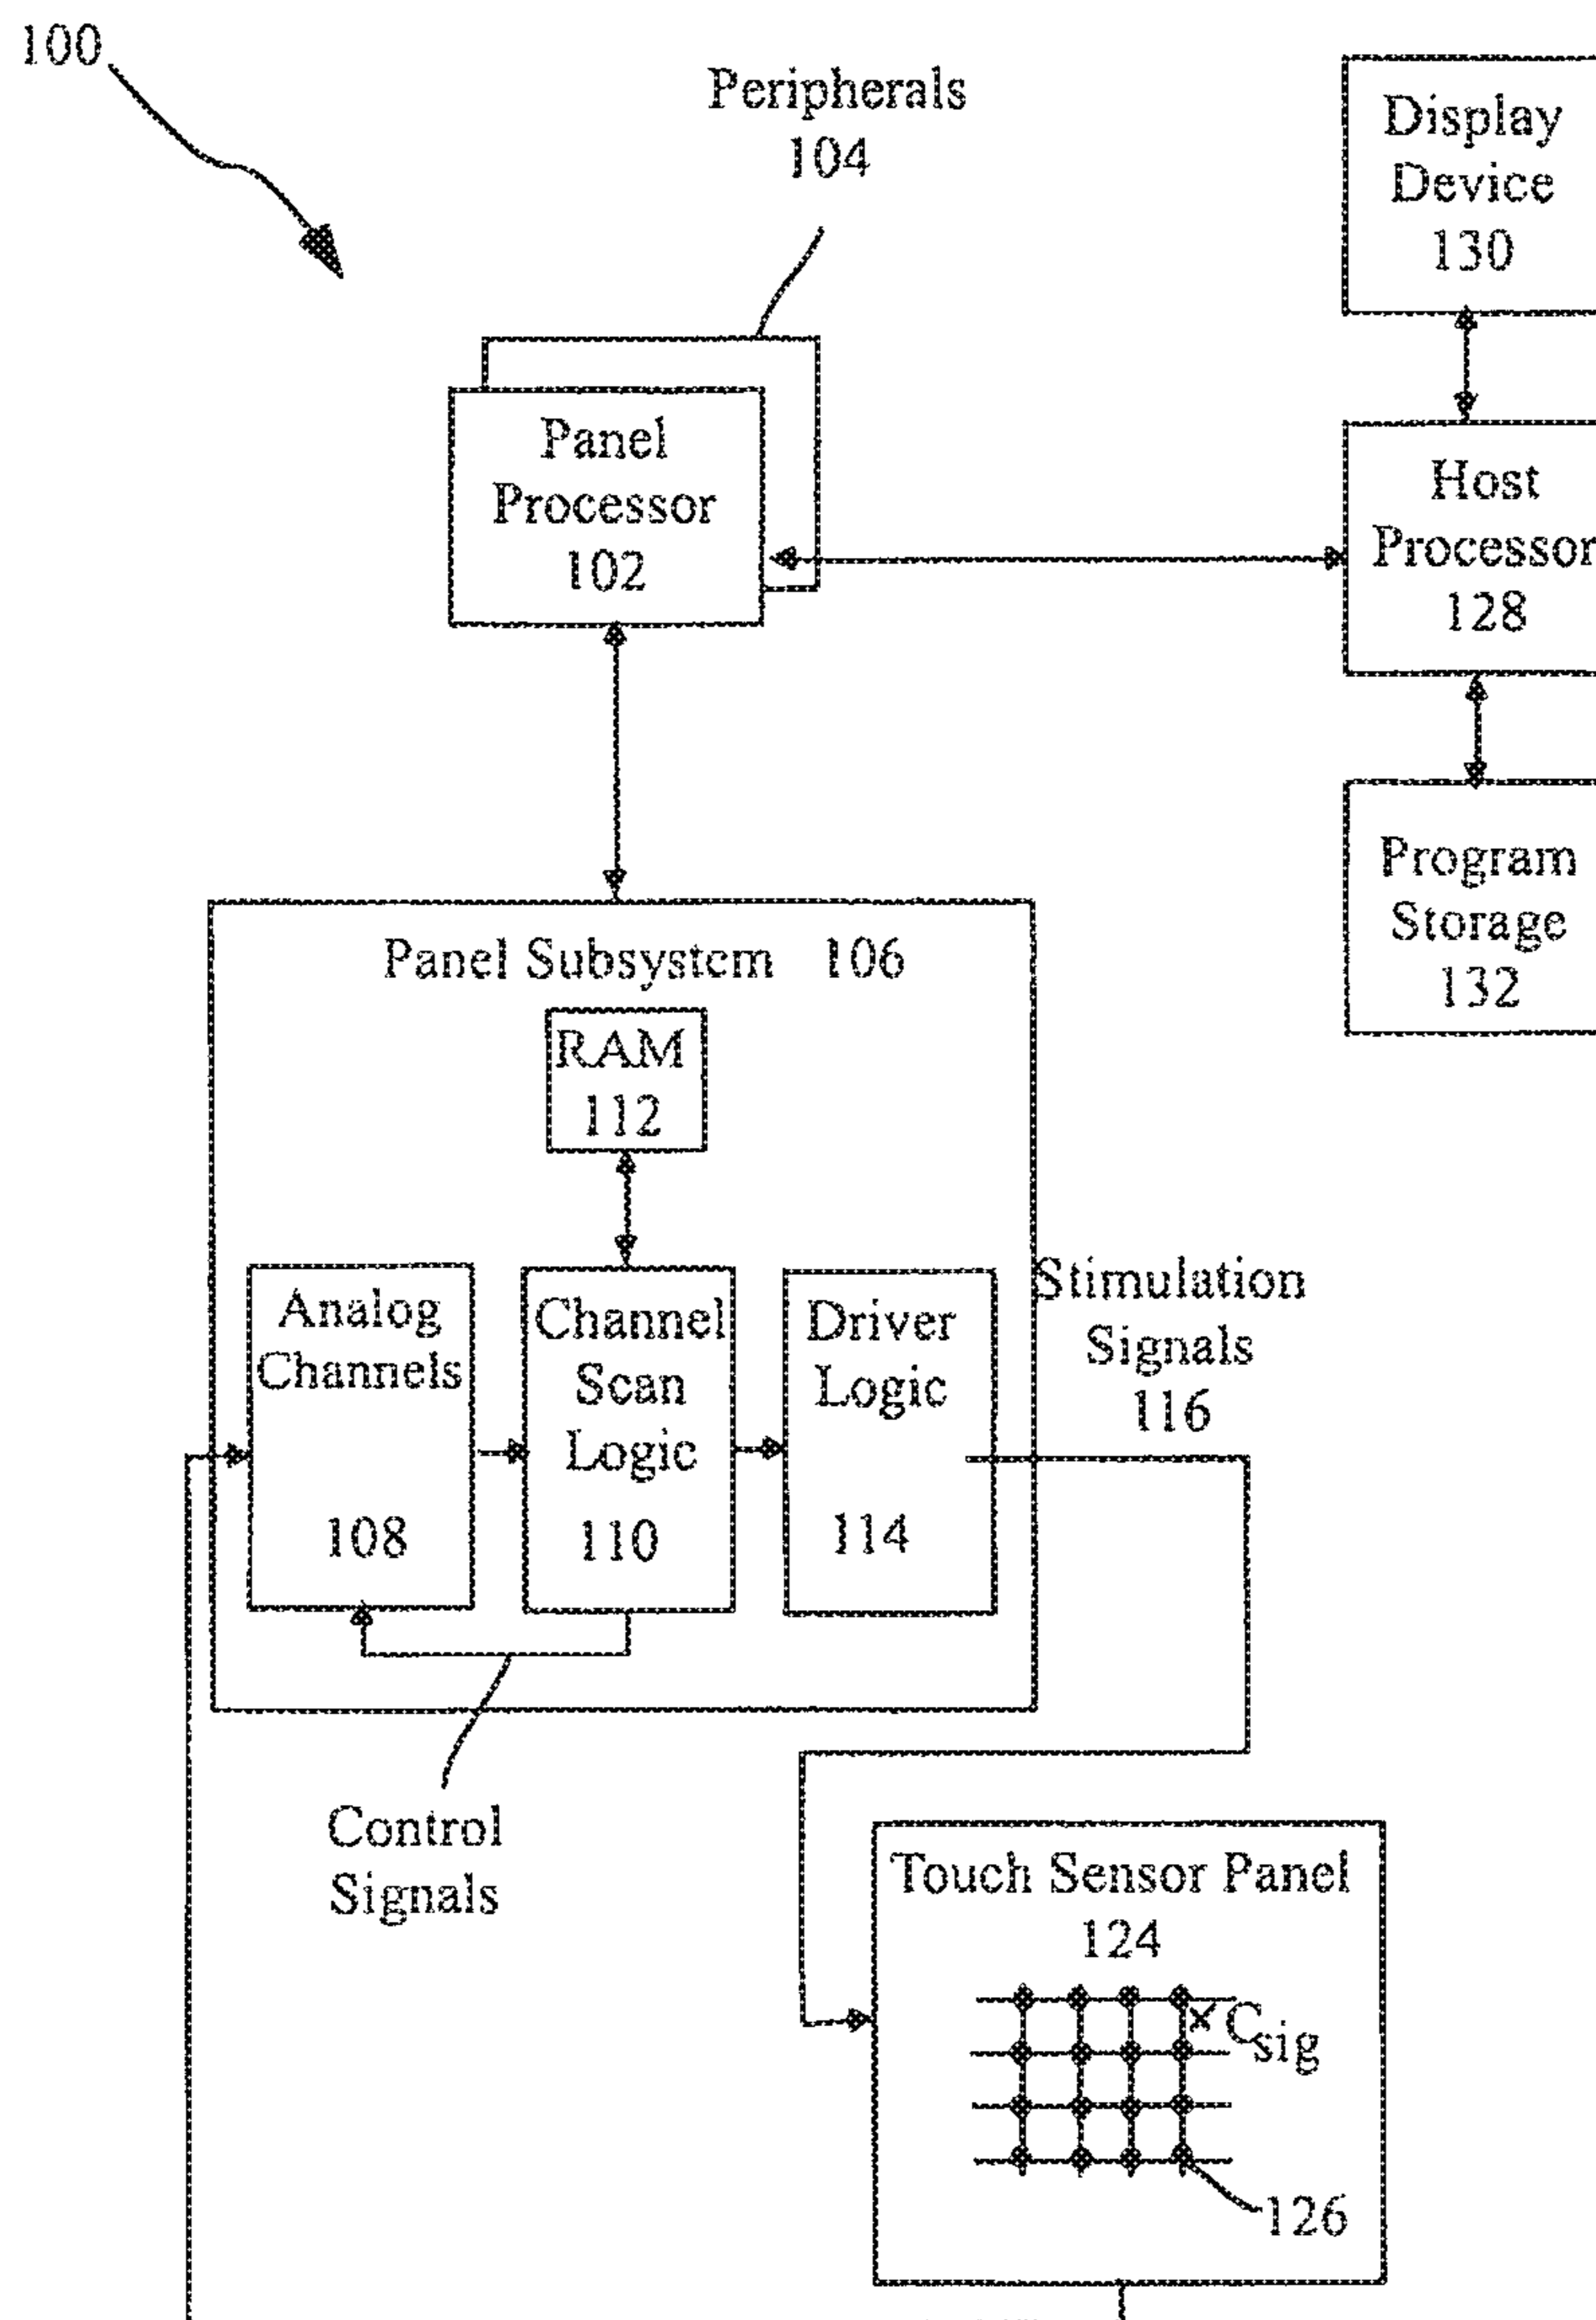 100
Peripherals
104
Display
Device
130
Panel
Processor
102
Host
Processor
128
Program
Storage
132
Panel Subsystem 106
RAM
112
Analog
Channels
108
Channel
Scan
Logic
110
Driver
Logic
114
Stimulation
Signals
116
Control
Signals
Touch Sensor Panel
124
Csig
126